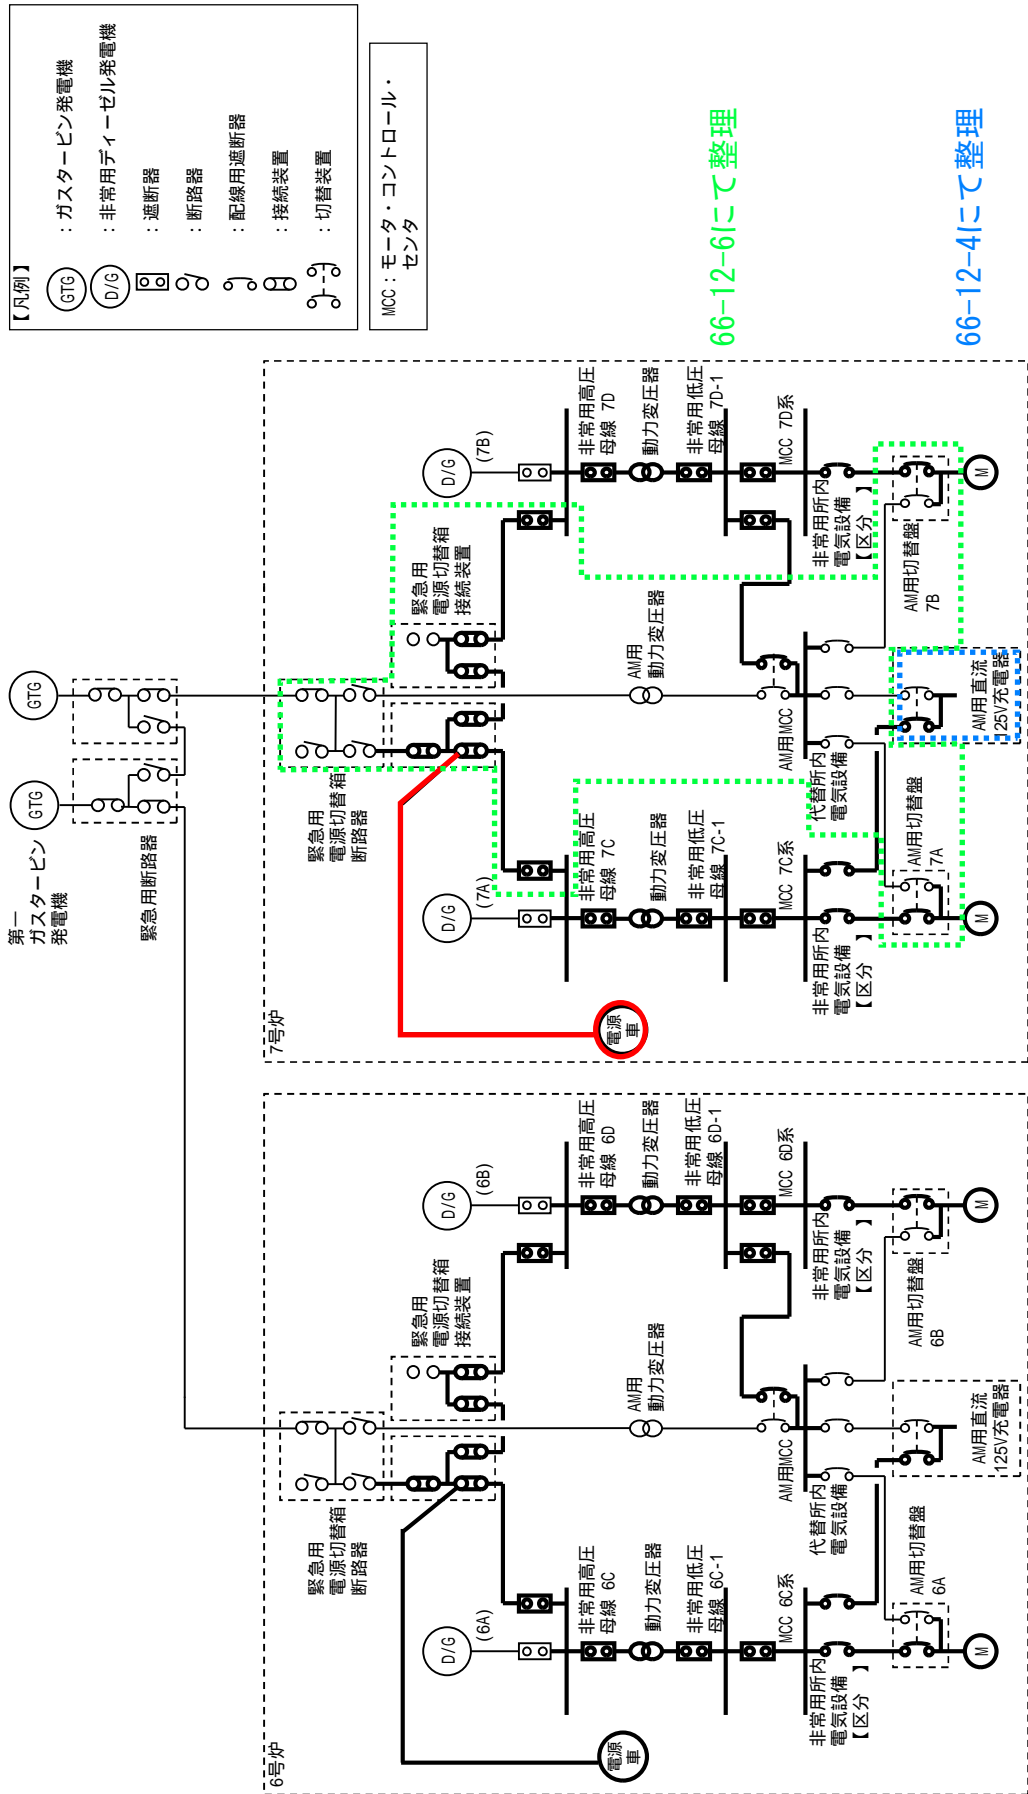 【凡例】
GTG
：ガスタービン発電機
D/G
：非常用ディーゼル発電機
：遮断器
：断路器
：配線用遮断器
：接続装置
：切替装置
MCC：モータ・コントロール・
センタ
66-12-6にて整理
66-12-4にて整理
第一
ガスタービン
発電機
GTG
GTG
緊急用断路器
7号炉
緊急用
電源切替箱
断路器
緊急用
電源切替箱
接続装置
D/G
(7A)
D/G
(7B)
非常用高圧
母線 7C
非常用高圧
母線 7D
動力変圧器
AM用
動力変圧器
動力変圧器
非常用低圧
母線 7C-1
非常用低圧
母線 7D-1
MCC 7C系
AM用MCC
MCC 7D系
非常用所内
電気設備
【区分　】
代替所内
電気設備
非常用所内
電気設備
【区分　】
AM用切替盤
7A
AM用直流
125V充電器
AM用切替盤
7B
M
M
電源
車
6号炉
緊急用
電源切替箱
断路器
緊急用
電源切替箱
接続装置
D/G
(6A)
D/G
(6B)
非常用高圧
母線 6C
非常用高圧
母線 6D
動力変圧器
AM用
動力変圧器
動力変圧器
非常用低圧
母線 6C-1
非常用低圧
母線 6D-1
MCC 6C系
AM用MCC
MCC 6D系
非常用所内
電気設備
【区分　】
代替所内
電気設備
非常用所内
電気設備
【区分　】
AM用切替盤
6A
AM用直流
125V充電器
AM用切替盤
6B
M
M
電源
車